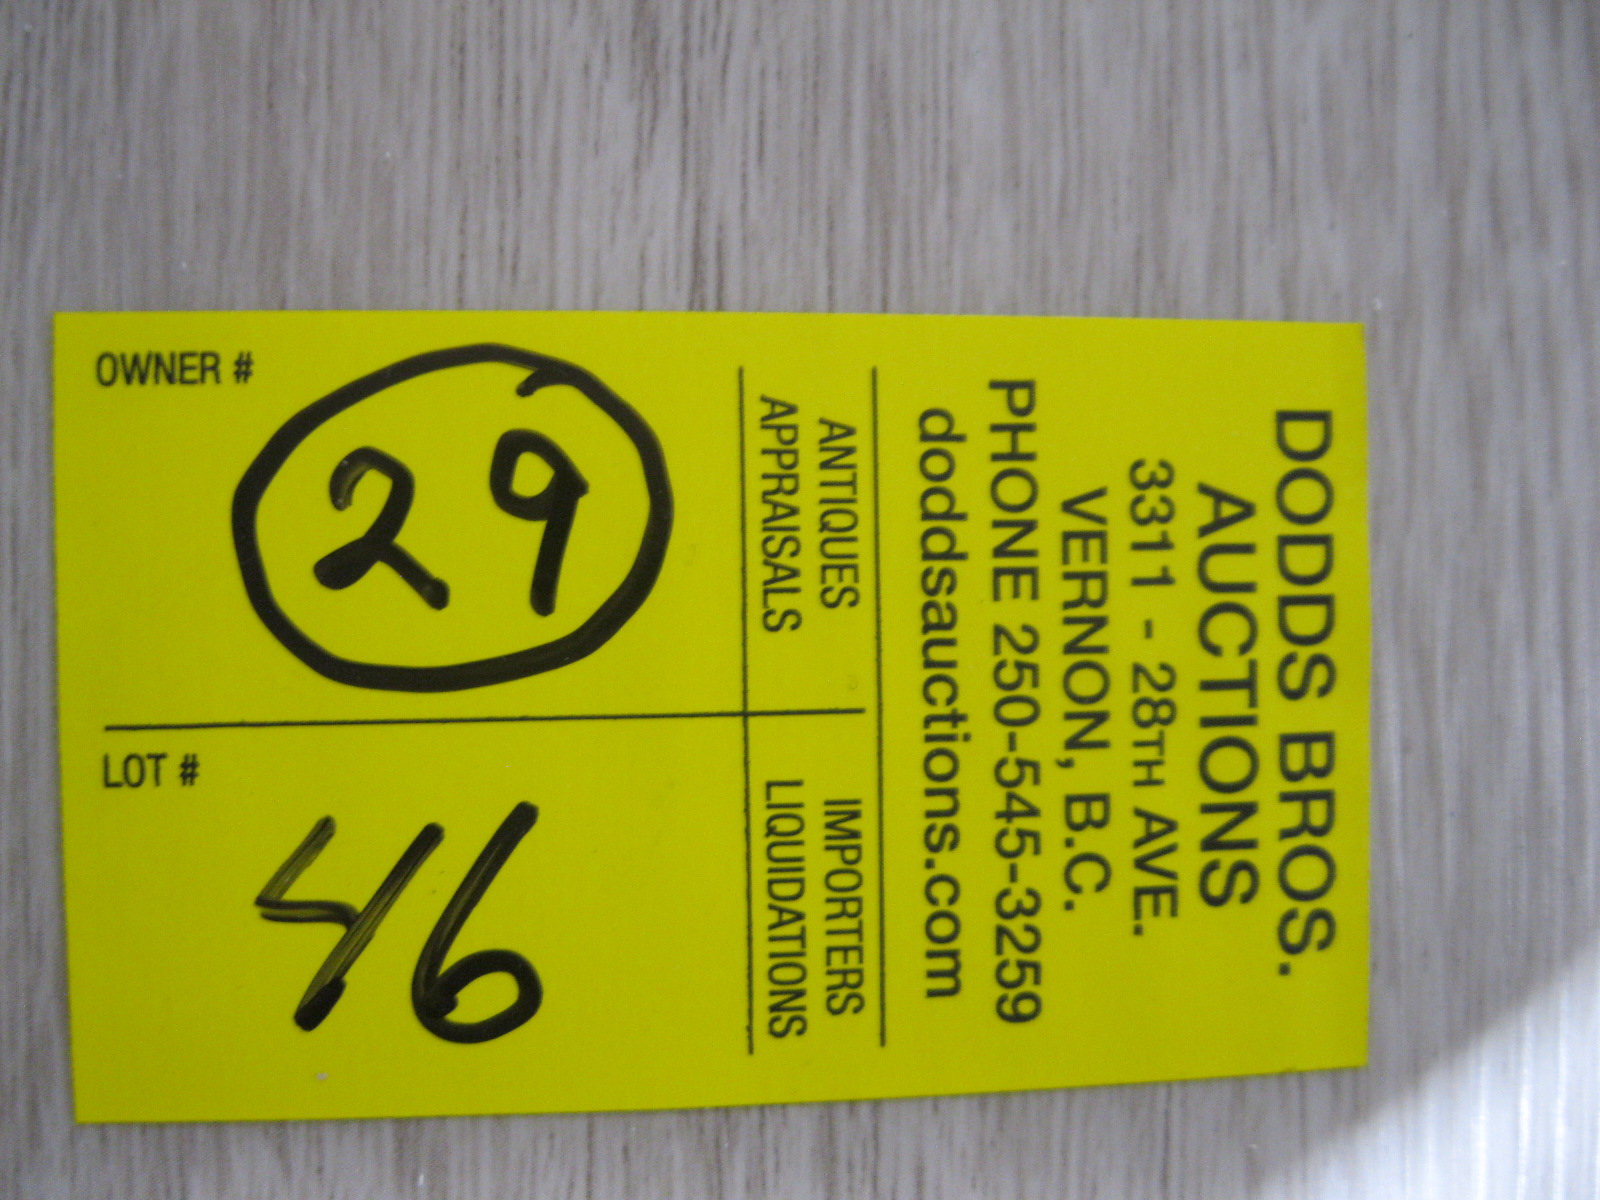 DODDS BROS.
AUCTIONS
3311 - 28TH AVE.
VERNON, B.C.
PHONE 250-545-3259
doddsauctions.com
ANTIQUES
APPRAISALS
IMPORTERS
LIQUIDATIONS
OWNER #
29
LOT #
46